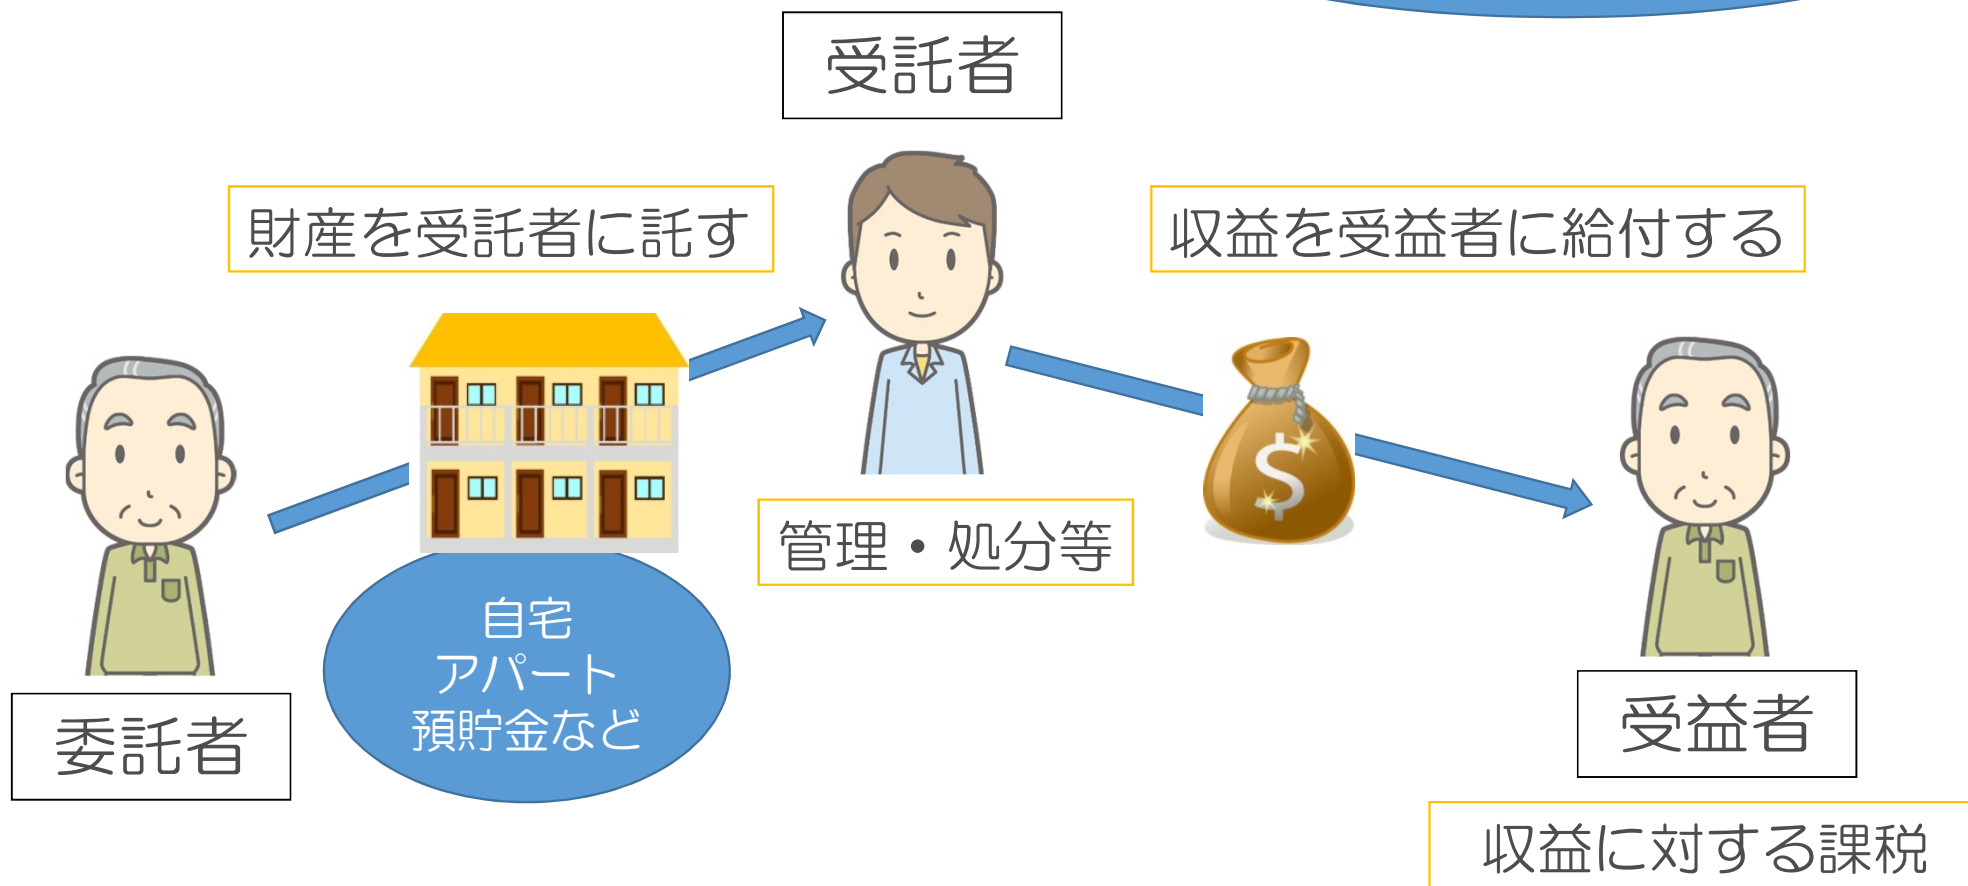 受託者
財産を受託者に託す
収益を受益者に給付する
管理・処分等
$
自宅
アパート
預貯金など
委託者
受益者
収益に対する課税